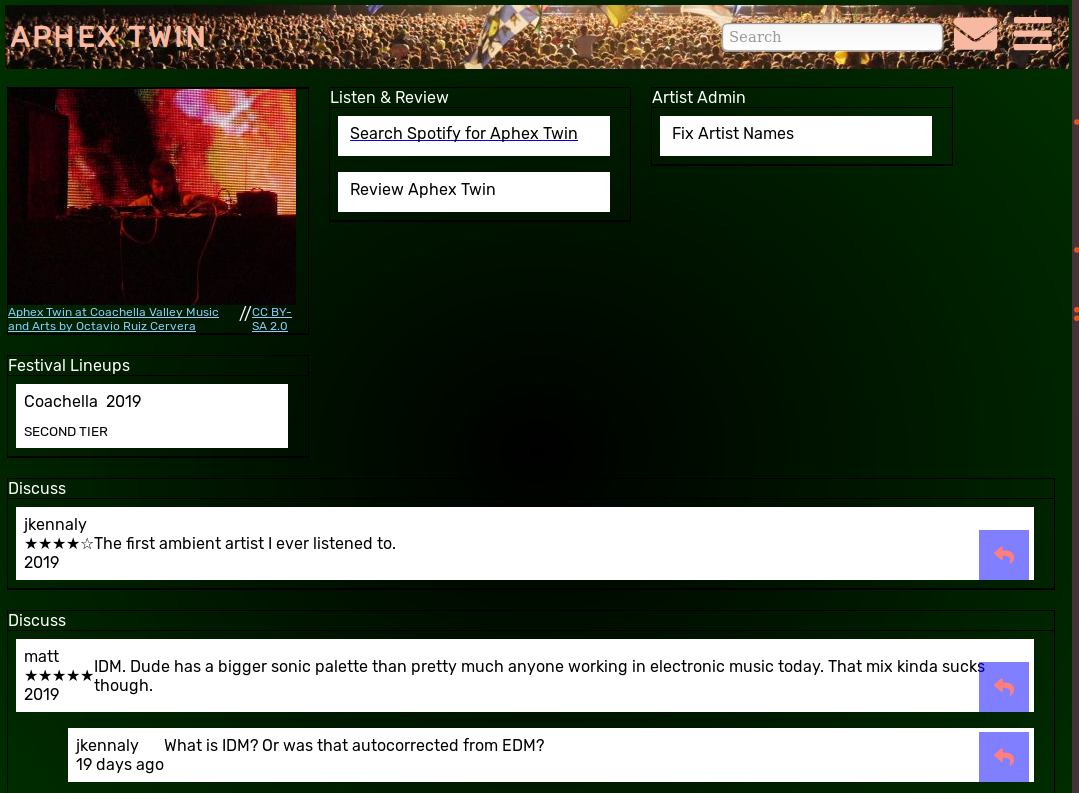 APHEX TWIN
Search
Aphex Twin at Coachella Valley Music
and Arts by Octavio Ruiz Cervera
//
CC BY-
SA 2.0
Listen & Review
Search Spotify for Aphex Twin
Review Aphex Twin
Artist Admin
Fix Artist Names
Festival Lineups
Coachella 2019
SECOND TIER
Discuss
jkennaly
★★★★☆The first ambient artist I ever listened to.
2019
Discuss
matt
★★★★★
2019
IDM. Dude has a bigger sonic palette than pretty much anyone working in electronic music today. That mix kinda sucks
though.
jkennaly What is IDM? Or was that autocorrected from EDM?
19 days ago